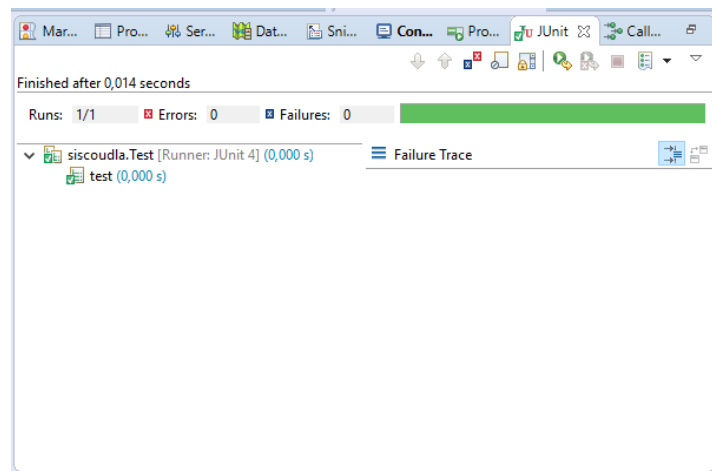 Mar... Pro... Ser... Dat... Sni... Con... Pro... JUnit Call...
Finished after 0,014 seconds
Runs: 1/1 Errors: 0 Failures: 0
siscoudla.Test [Runner: JUnit 4] (0,000 s)
test (0,000 s)
Failure Trace